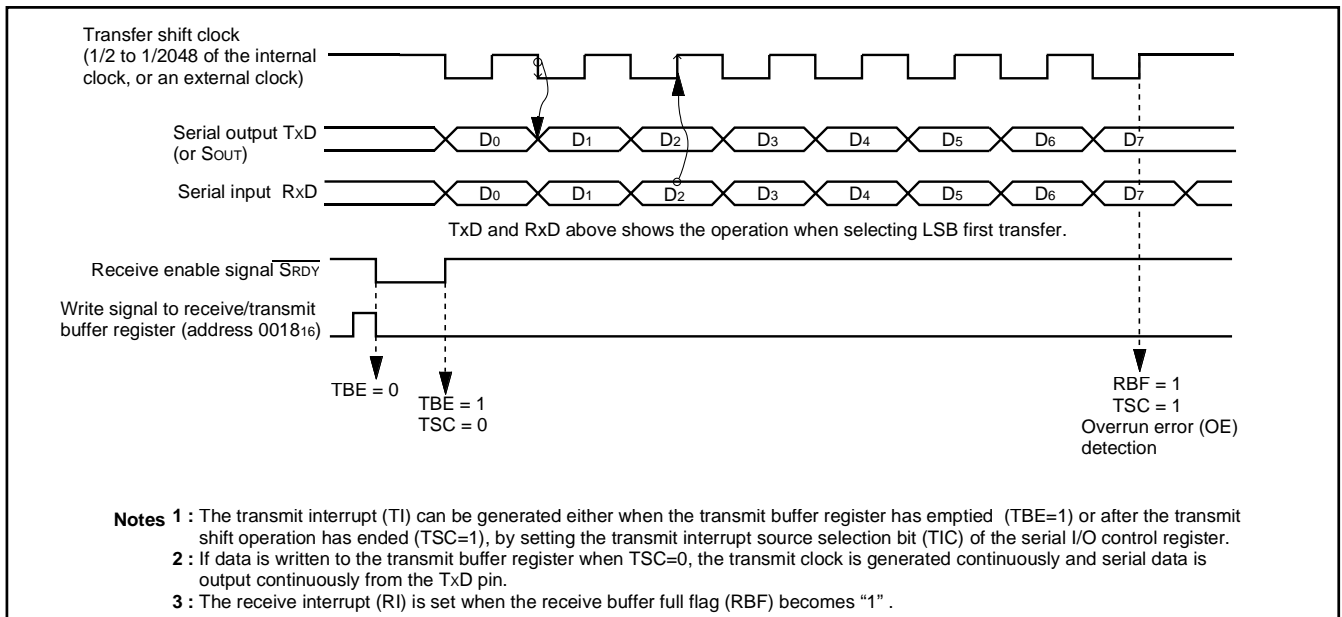 Transfer shift clock
(1/2 to 1/2048 of the internal
clock, or an external clock)
Serial output TxD
(or SOUT)
D0 D1 D2 D3 D4 D5 D6 D7
Serial input RxD
D0 D1 D2 D3 D4 D5 D6 D7
TxD and RxD above shows the operation when selecting LSB first transfer.
Receive enable signal SRDY
Write signal to receive/transmit
buffer register (address 001816)
TBE = 0
TBE = 1
TSC = 0
RBF = 1
TSC = 1
Overrun error (OE)
detection
Notes 1 : The transmit interrupt (TI) can be generated either when the transmit buffer register has emptied (TBE=1) or after the transmit
shift operation has ended (TSC=1), by setting the transmit interrupt source selection bit (TIC) of the serial I/O control register.
2 : If data is written to the transmit buffer register when TSC=0, the transmit clock is generated continuously and serial data is
output continuously from the TxD pin.
3 : The receive interrupt (RI) is set when the receive buffer full flag (RBF) becomes “1” .